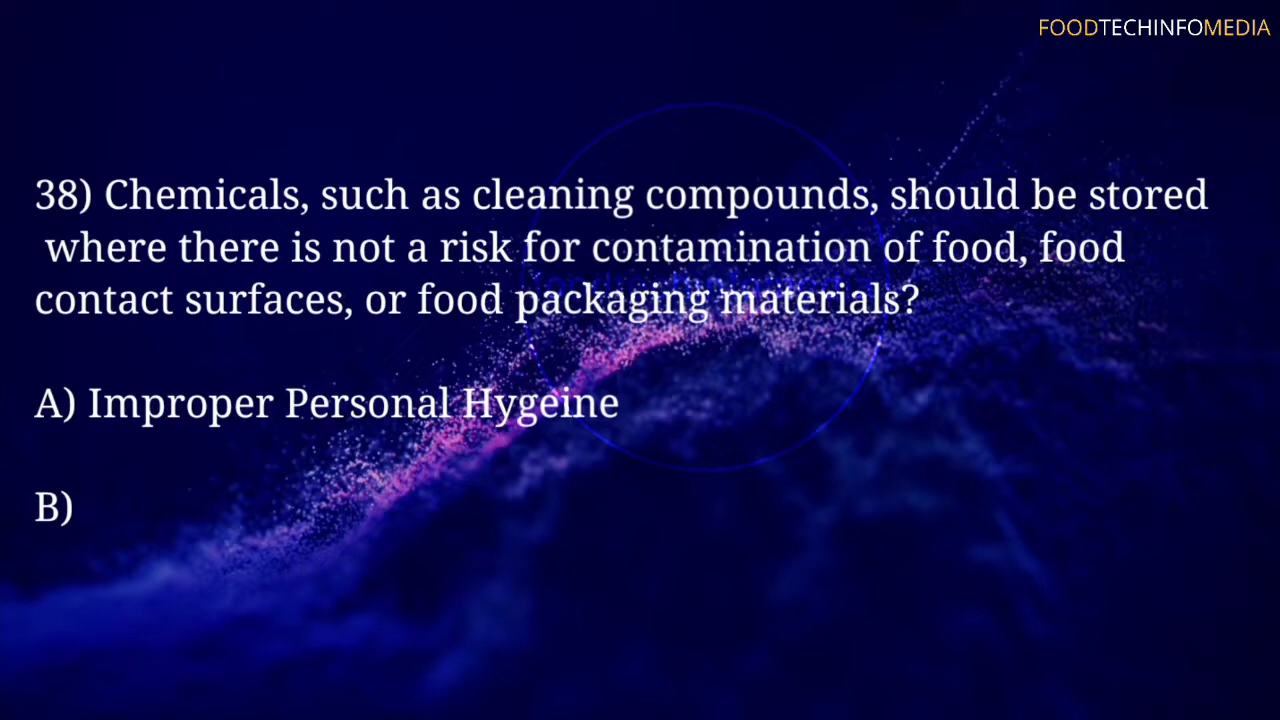 FOODTECHINFOMEDIA
38) Chemicals, such as cleaning compounds, should be stored
where there is not a risk for contamination of food, food
contact surfaces, or food packaging materials?
A) Improper Personal Hygeine
B)